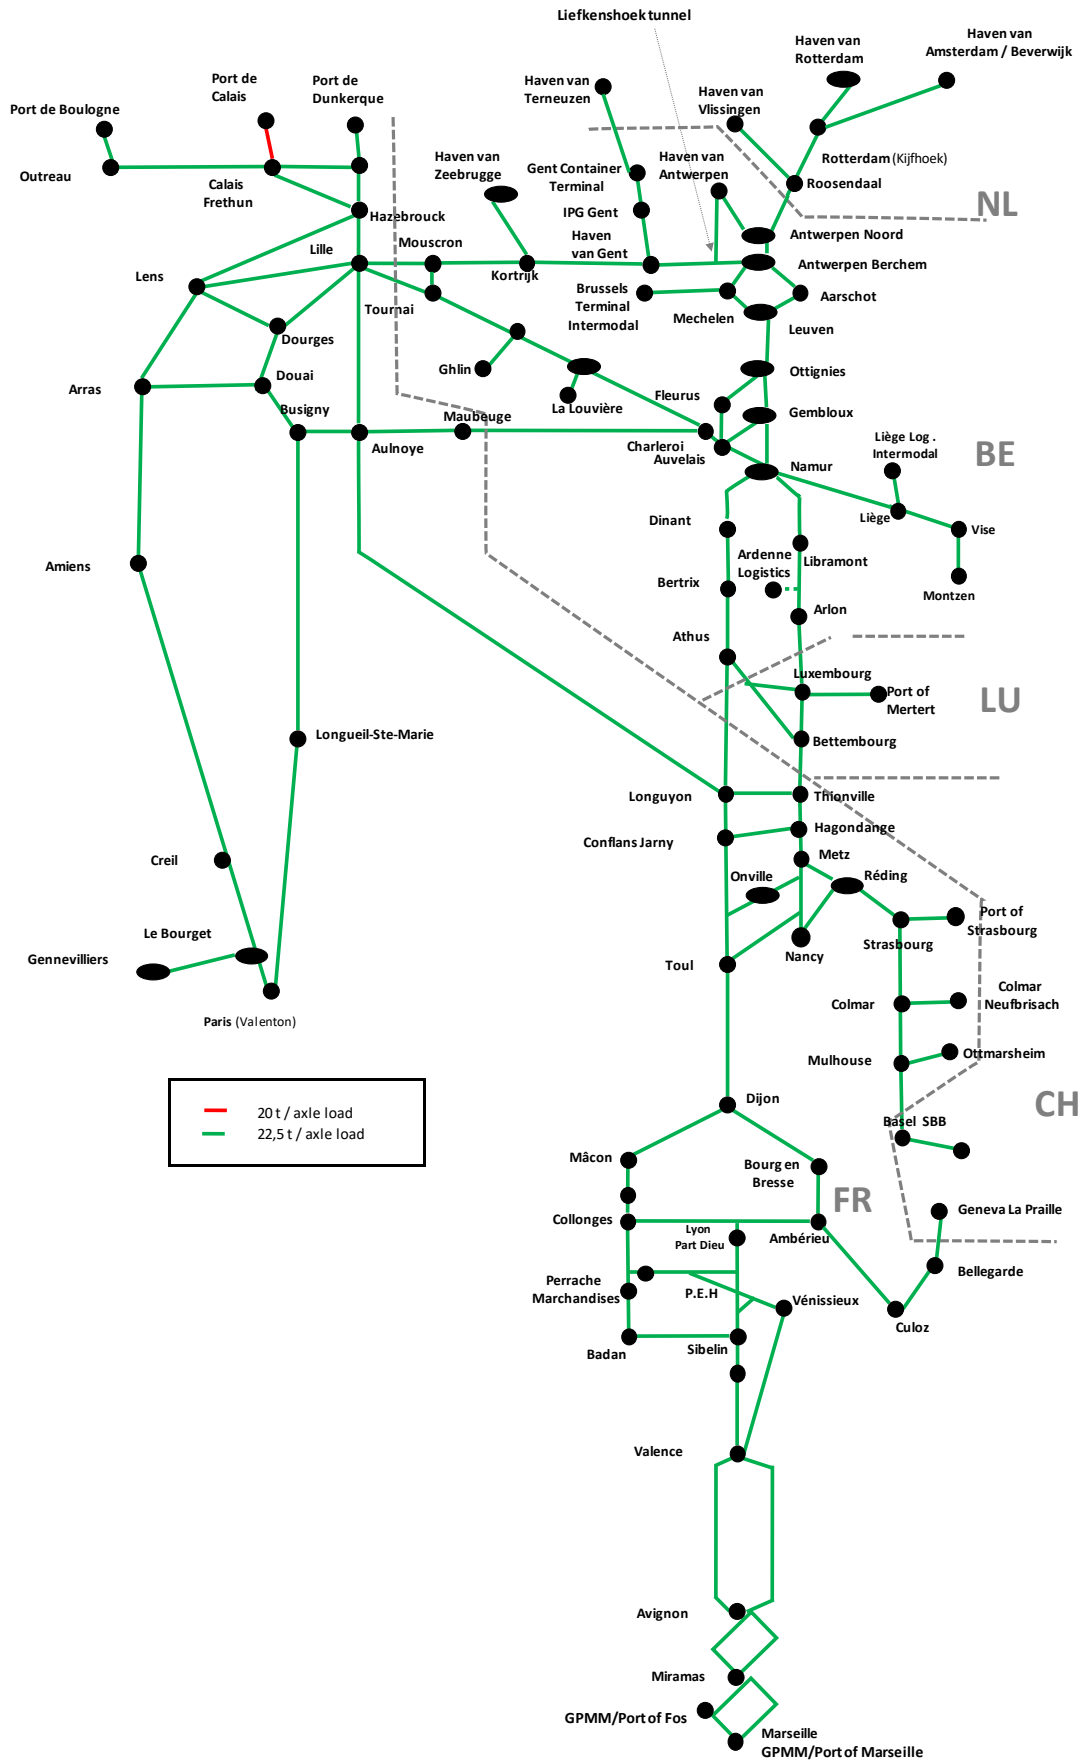 Liefkenshoek tunnel
Haven van
Rotterdam
Haven van
Amsterdam / Beverwijk
Port de
Calais
Port de
Dunkerque
Haven van
Terneuzen
Haven van
Vlissingen
Port de Boulogne
Rotterdam (Kijfhoek)
Haven van
Zeebrugge
Gent Container
Terminal
Haven van
Antwerpen
Outreau
Calais
Frethun
Roosendaal
NL
Hazebrouck
IPG Gent
Mouscron
Haven
van Gent
Antwerpen Noord
Lille
Kortrijk
Antwerpen Berchem
Lens
Brussels
Terminal
Intermodal
Aarschot
Tournai
Mechelen
Leuven
Dourges
Ghlin
Ottignies
Douai
Arras
La Louvière
Fleurus
Busigny
Maubeuge
Gembloux
Aulnoye
Charleroi
Auvelais
Liège Log .
Intermodal
BE
Namur
Dinant
Liège
Vise
Amiens
Ardenne
Logistics
Libramont
Bertrix
Montzen
Arlon
Athus
Luxembourg
Port of
Mertert
LU
Longueil-Ste-Marie
Bettembourg
Longuyon
Thionville
Conflans Jarny
Hagondange
Creil
Metz
Onville
Réding
Le Bourget
Port of
Strasbourg
Strasbourg
Gennevilliers
Toul
Nancy
Colmar
Colmar
Neufbrisach
Paris (Valenton)
Mulhouse
Ottmarsheim
20 t / axle load
22,5 t / axle load
Dijon
CH
Basel SBB
Mâcon
Bourg en
Bresse
FR
Geneva La Praille
Collonges
Lyon
Part Dieu
Ambérieu
Bellegarde
Perrache
Marchandises
P.E.H
Vénissieux
Culoz
Badan
Sibelin
Valence
Avignon
Miramas
GPMM/Port of Fos
Marseille
GPMM/Port of Marseille